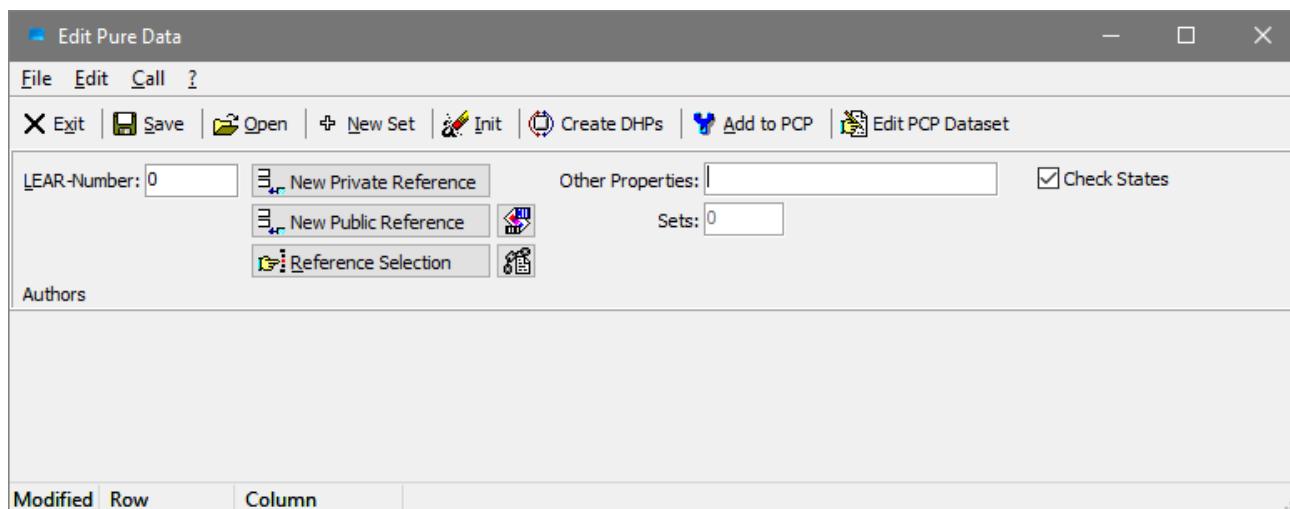 Edit Pure Data
File Edit Call ?
Exit Save Open New Set Init Create DHPs Add to PCP Edit PCP Dataset
LEAR-Number: 0 New Private Reference Other Properties: Check States
New Public Reference Sets: 0
Reference Selection
Authors
Modified Row Column